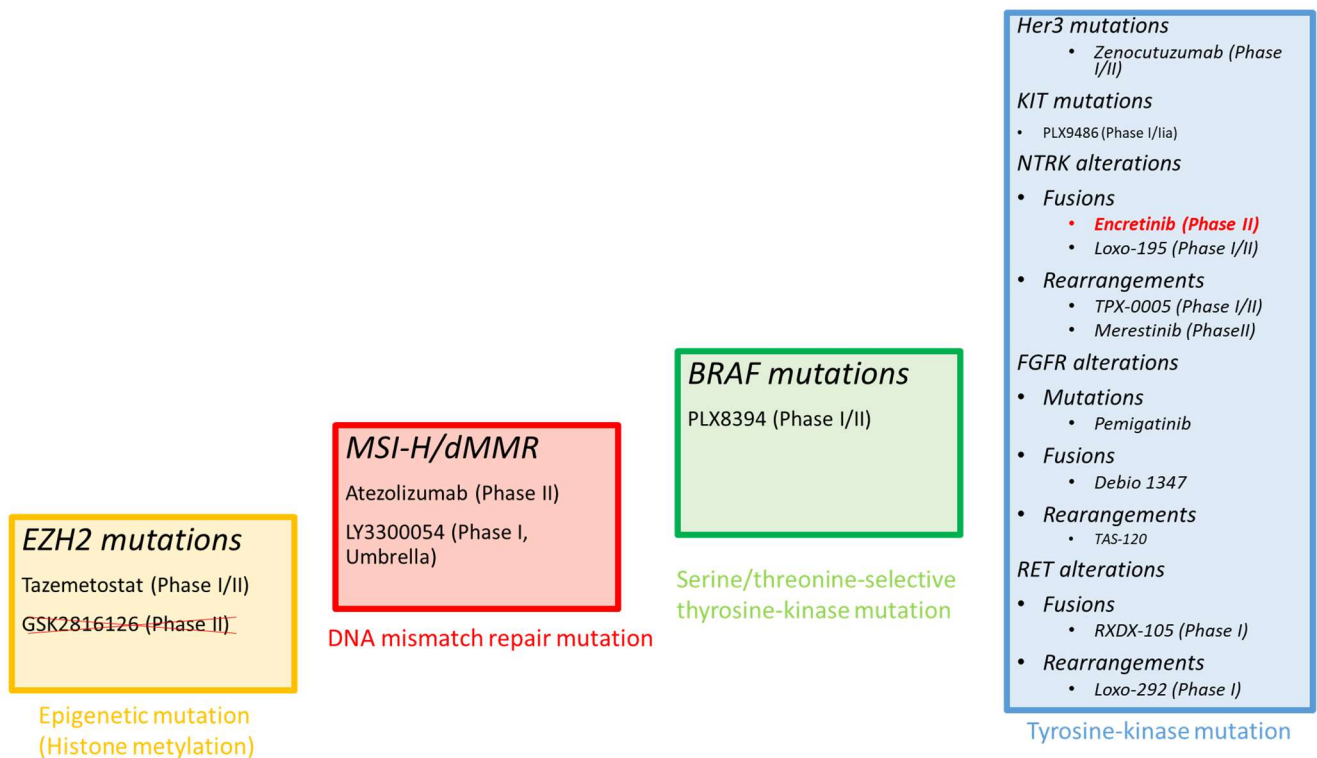 EZH2 mutations
Tazemetostat (Phase I/II)
GSK2816126 (Phase II)
Epigenetic mutation
(Histone metylation)
MSI-H/dMMR
Atezolizumab (Phase II)
LY3300054 (Phase I,
Umbrella)
DNA mismatch repair mutation
BRAF mutations
PLX8394 (Phase I/II)
Serine/threonine-selective
thyrosine-kinase mutation
Her3 mutations
• Zenocutuzumab (Phase
I/II)
KIT mutations
• PLX9486 (Phase I/Iia)
NTRK alterations
• Fusions
• Encretinib (Phase II)
• Loxo-195 (Phase I/II)
• Rearrangements
• TPX-0005 (Phase I/II)
• Merestinib (PhaseII)
FGFR alterations
• Mutations
• Pemigatinib
• Fusions
• Debio 1347
• Rearangements
• TAS-120
RET alterations
• Fusions
• RXDX-105 (Phase I)
• Rearrangements
• Loxo-292 (Phase I)
Tyrosine-kinase mutation